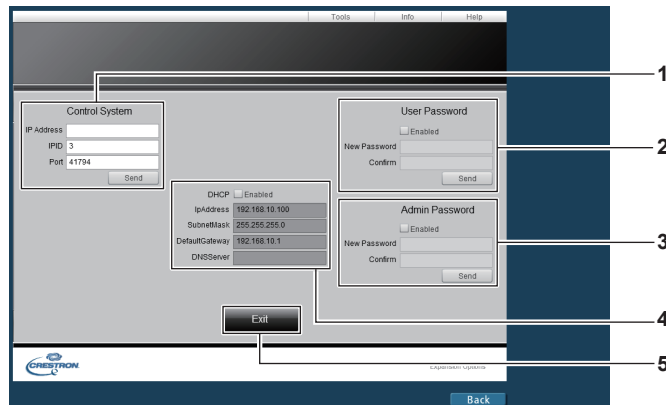 Tools Info Help
1
Control System
IP Address
IPID 3
Port 41794
Send
User Password
Enabled
New Password
Confirm
Send
2
DHCP Enabled
IpAddress 192.168.10.100
SubnetMask 255.255.255.0
DefaultGateway 192.168.10.1
DNSServer
Admin Password
Enabled
New Password
Confirm
Send
3
4
Exit
5
CRESTRON
Expansion Options
Back